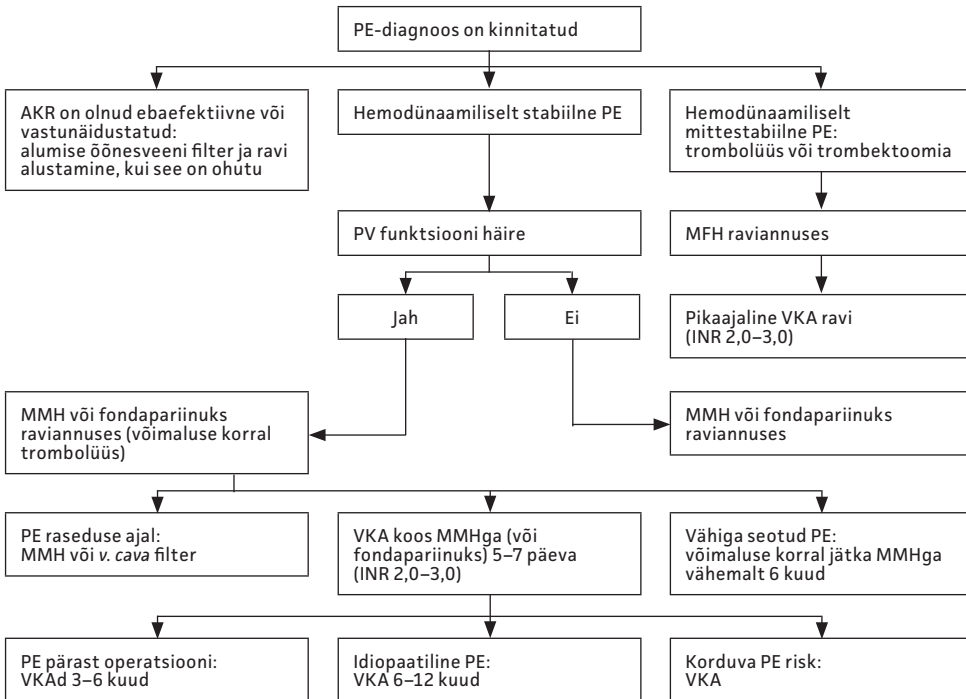 PE-diagnoos on kinnitatud
AKR on olnud ebaefektiivne või
vastunäidustatud:
alumise õõnesveeni filter ja ravi
alustamine, kui see on ohutu
Hemodünaamiliselt stabiilne PE
Hemodünaamiliselt
mittestabiilne PE:
trombolüüs või trombektoomia
PV funktsiooni häire
MFH raviannuses
Jah
Ei
Pikaajaline VKA ravi
(INR 2,0–3,0)
MMH või fondapariinuks
raviannuses (võimaluse korral
trombolüüs)
MMH või fondapariinuks
raviannuses
PE raseduse ajal:
MMH või v. cava filter
VKA koos MMHga (või
fondapariinuks) 5–7 päeva
(INR 2,0–3,0)
Vähiga seotud PE:
võimaluse korral jätka MMHga
vähemalt 6 kuud
PE pärast operatsiooni:
VKAd 3–6 kuud
Idiopaatiline PE:
VKA 6–12 kuud
Korduva PE risk:
VKA